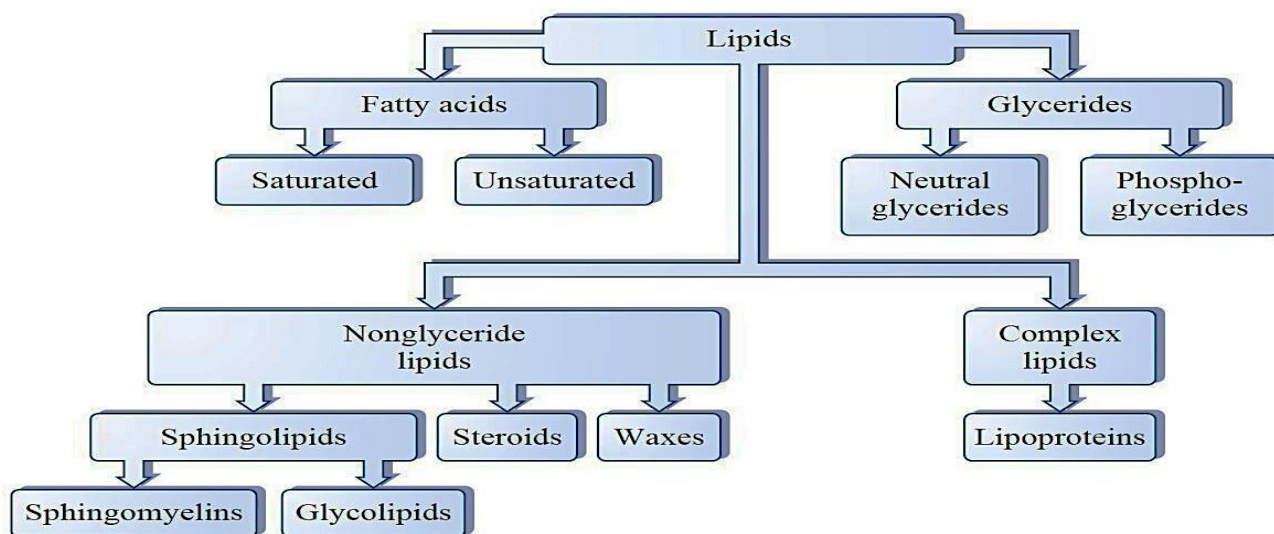 Lipids
Fatty acids
Glycerides
Saturated
Unsaturated
Neutral
glycerides
Phospho-
glycerides
Nonglyceride
lipids
Complex
lipids
Sphingolipids
Steroids
Waxes
Lipoproteins
Sphingomyelins
Glycolipids